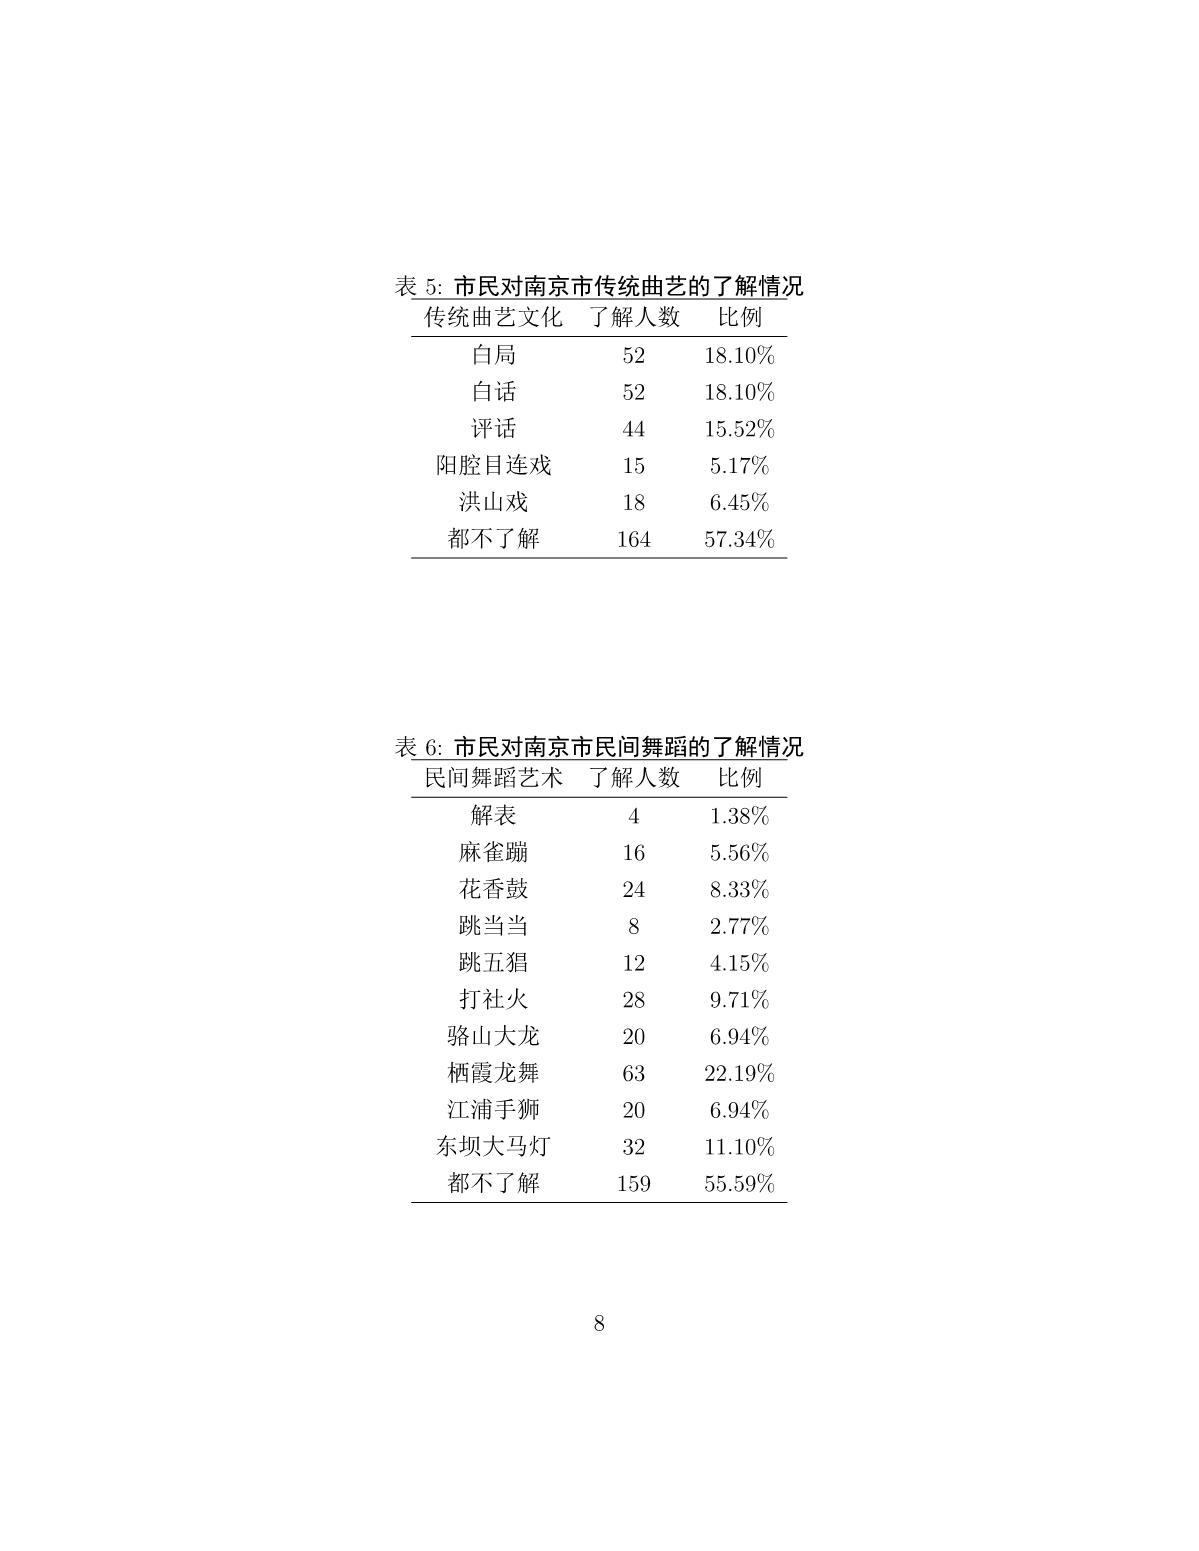 表 5: 市民对南京市传统曲艺的了解情况
传统曲艺文化 了解人数 比例
白局 52 18.10%
白话 52 18.10%
评话 44 15.52%
阳腔目连戏 15 5.17%
洪山戏 18 6.45%
都不了解 164 57.34%
表 6: 市民对南京市民间舞蹈的了解情况
民间舞蹈艺术 了解人数 比例
解表 4 1.38%
麻雀蹦 16 5.56%
花香鼓 24 8.33%
跳当当 8 2.77%
跳五猖 12 4.15%
打社火 28 9.71%
骆山大龙 20 6.94%
栖霞龙舞 63 22.19%
江浦手狮 20 6.94%
东坝大马灯 32 11.10%
都不了解 159 55.59%
8